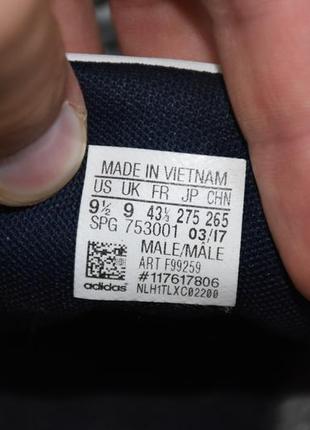 MADE IN VIETNAM
US UK FR JP CHN
9½ 9 43⅓ 275 265
SPG 753001 03/17
MALE/MALE
ART F99259
#117617806
adidas NLH1TLXC02200